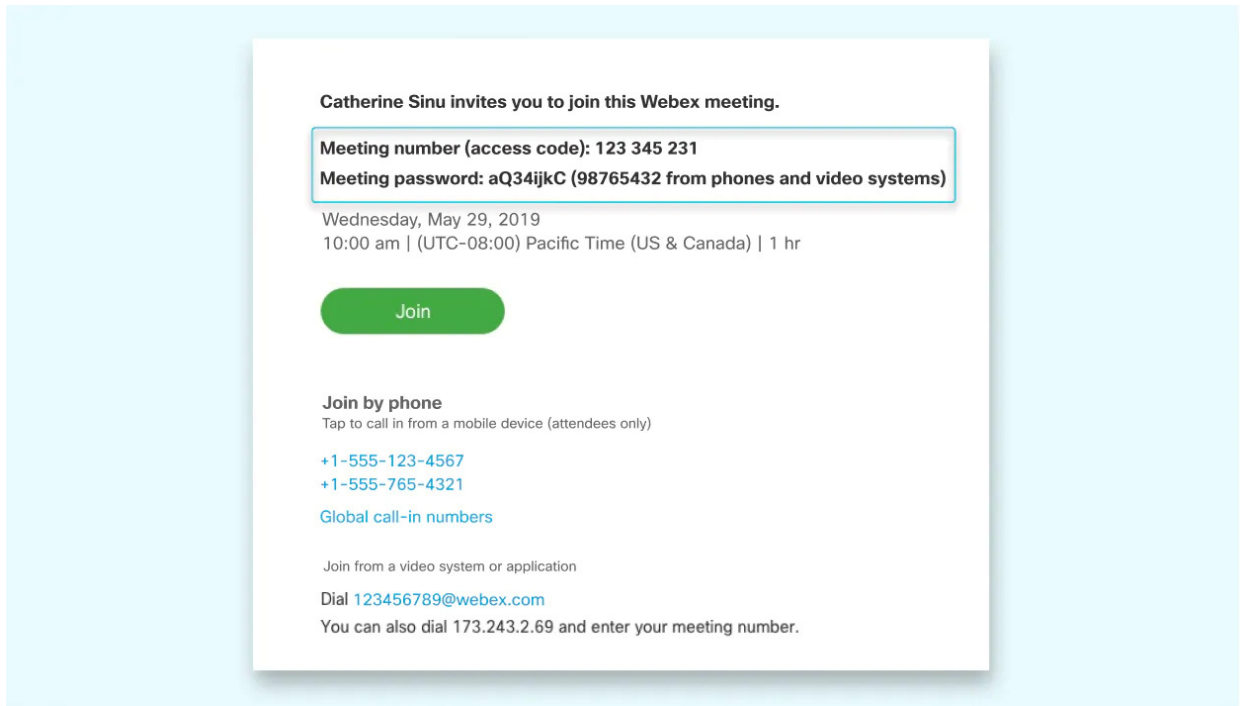 Catherine Sinu invites you to join this Webex meeting.
Meeting number (access code): 123 345 231
Meeting password: aQ34ijkC (98765432 from phones and video systems)
Wednesday, May 29, 2019
10:00 am | (UTC-08:00) Pacific Time (US & Canada) | 1 hr
Join
Join by phone
Tap to call in from a mobile device (attendees only)
+1-555-123-4567
+1-555-765-4321
Global call-in numbers
Join from a video system or application
Dial 123456789@webex.com
You can also dial 173.243.2.69 and enter your meeting number.